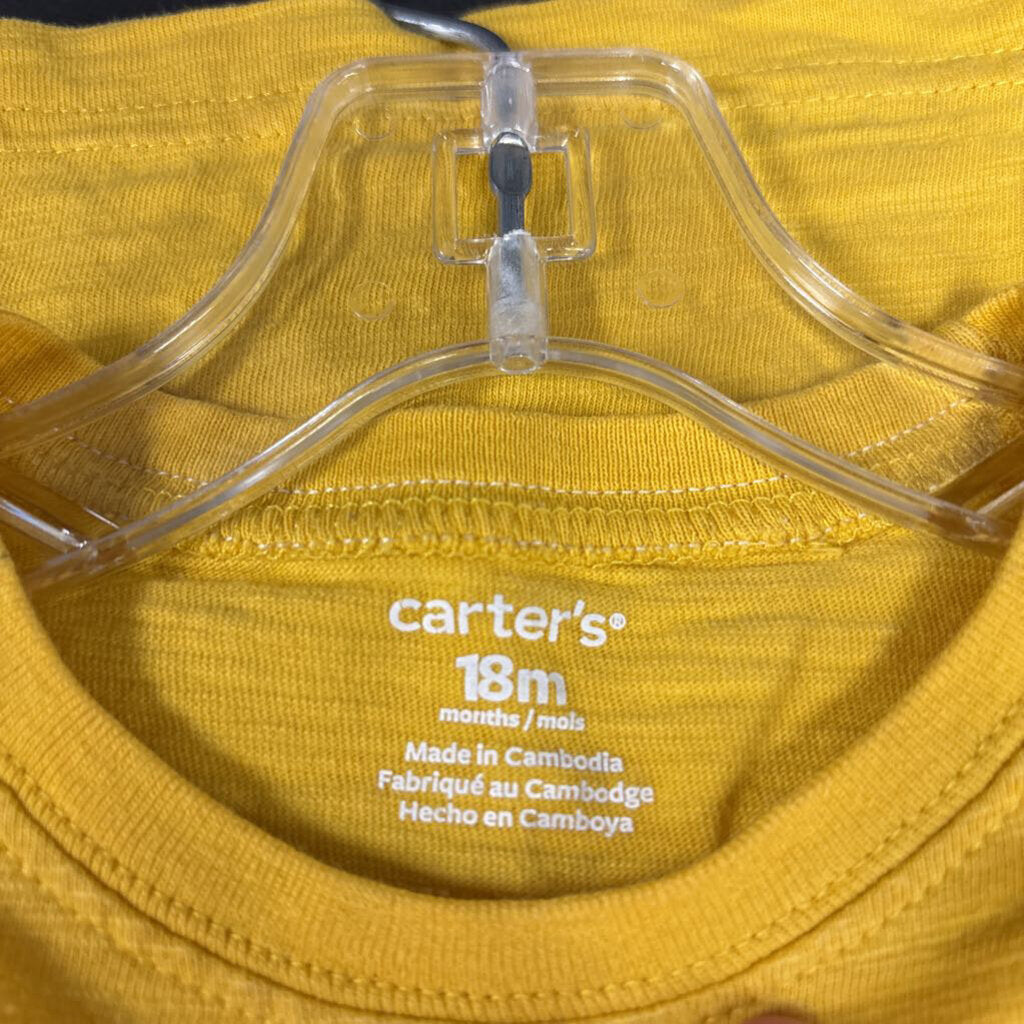 carter's®
18m
months / mois
Made in Cambodia
Fabriqué au Cambodge
Hecho en Camboya